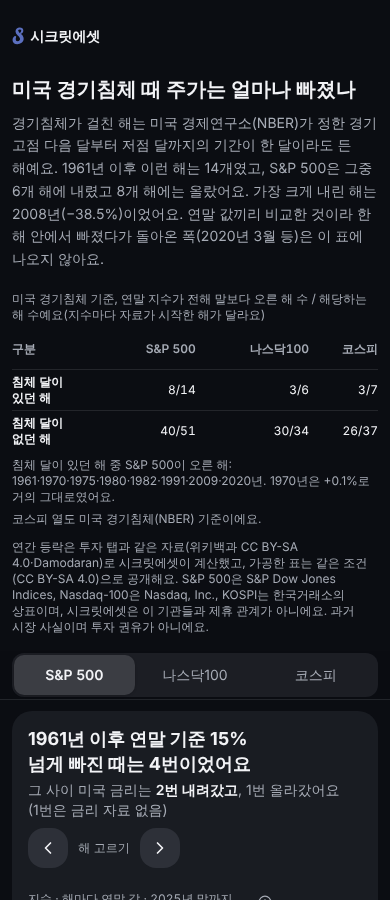 시크릿에셋
미국 경기침체 때 주가는 얼마나 빠졌나
경기침체가 걸친 해는 미국 경제연구소(NBER)가 정한 경기
고점 다음 달부터 저점 달까지의 기간이 한 달이라도 든
해예요. 1961년 이후 이런 해는 14개였고, S&P 500은 그중
6개 해에 내렸고 8개 해에는 올랐어요. 가장 크게 내린 해는
2008년(−38.5%)이었어요. 연말 값끼리 비교한 것이라 한
해 안에서 빠졌다가 돌아온 폭(2020년 3월 등)은 이 표에
나오지 않아요.
미국 경기침체 기준, 연말 지수가 전해 말보다 오른 해 수 / 해당하는
해 수예요(지수마다 자료가 시작한 해가 달라요)
구분 S&P 500 나스닥100 코스피
침체 달이
있던 해 8/14 3/6 3/7
침체 달이
없던 해 40/51 30/34 26/37
침체 달이 있던 해 중 S&P 500이 오른 해:
1961·1970·1975·1980·1982·1991·2009·2020년. 1970년은 +0.1%로
거의 그대로였어요.
코스피 열도 미국 경기침체(NBER) 기준이에요.
연간 등락은 투자 탭과 같은 자료(위키백과 CC BY-SA
4.0·Damodaran)로 시크릿에셋이 계산했고, 가공한 표는 같은 조건
(CC BY-SA 4.0)으로 공개해요. S&P 500은 S&P Dow Jones
Indices, Nasdaq-100은 Nasdaq, Inc., KOSPI는 한국거래소의
상표이며, 시크릿에셋은 이 기관들과 제휴 관계가 아니에요. 과거
시장 사실이며 투자 권유가 아니에요.
S&P 500 나스닥100 코스피
1961년 이후 연말 기준 15%
넘게 빠진 때는 4번이었어요
그 사이 미국 금리는 2번 내려갔고, 1번 올라갔어요
(1번은 금리 자료 없음)
해 고르기
지수 · 해마다 연말 값 · 2025년 말까지